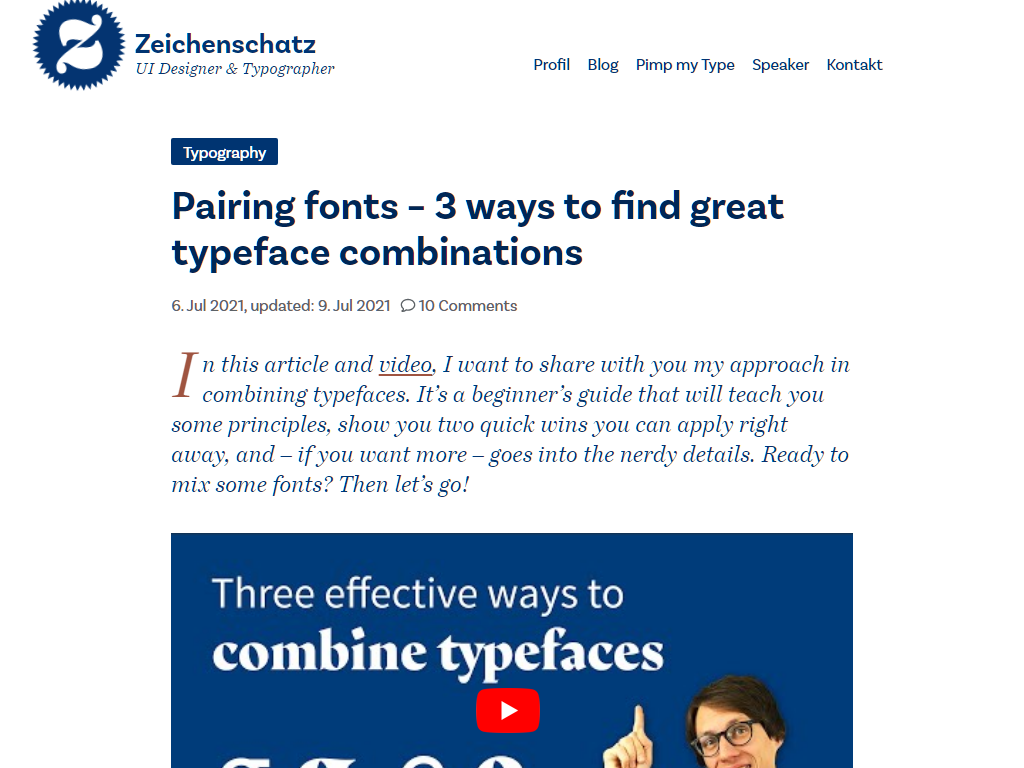 Zeichenschatz
UI Designer & Typographer
Profil Blog Pimp my Type Speaker Kontakt
Typography
Pairing fonts – 3 ways to find great
typeface combinations
6. Jul 2021, updated: 9. Jul 2021 10 Comments
In this article and video, I want to share with you my approach in
combining typefaces. It’s a beginner’s guide that will teach you
some principles, show you two quick wins you can apply right
away, and – if you want more – goes into the nerdy details. Ready to
mix some fonts? Then let’s go!
Three effective ways to
combine typefaces